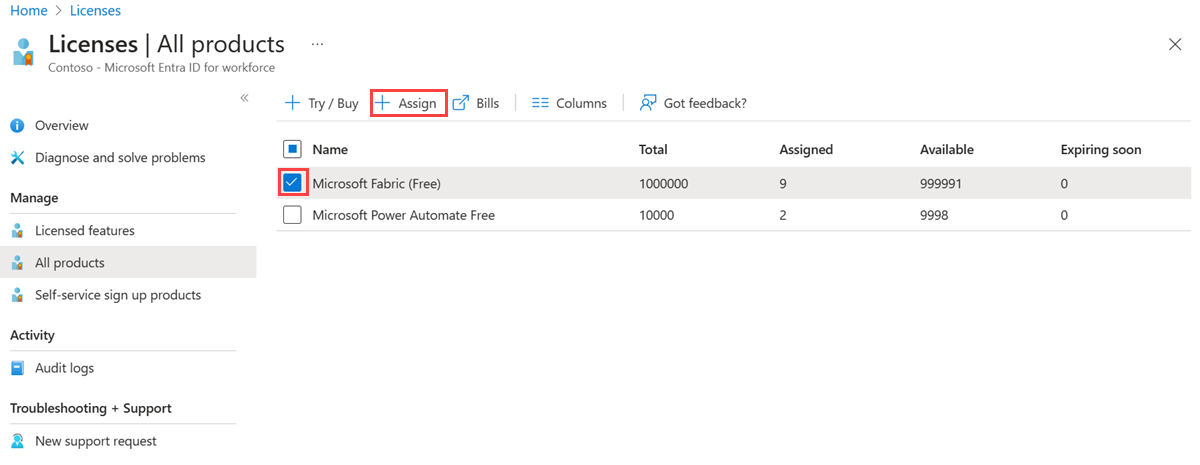 Home > Licenses
Licenses | All products ...
Contoso - Microsoft Entra ID for workforce
«
Overview
Diagnose and solve problems
Manage
Licensed features
All products
Self-service sign up products
Activity
Audit logs
Troubleshooting + Support
New support request
Try / Buy Assign Bills Columns Got feedback?
Name Total Assigned Available Expiring soon
Microsoft Fabric (Free) 1000000 9 999991 0
Microsoft Power Automate Free 10000 2 9998 0